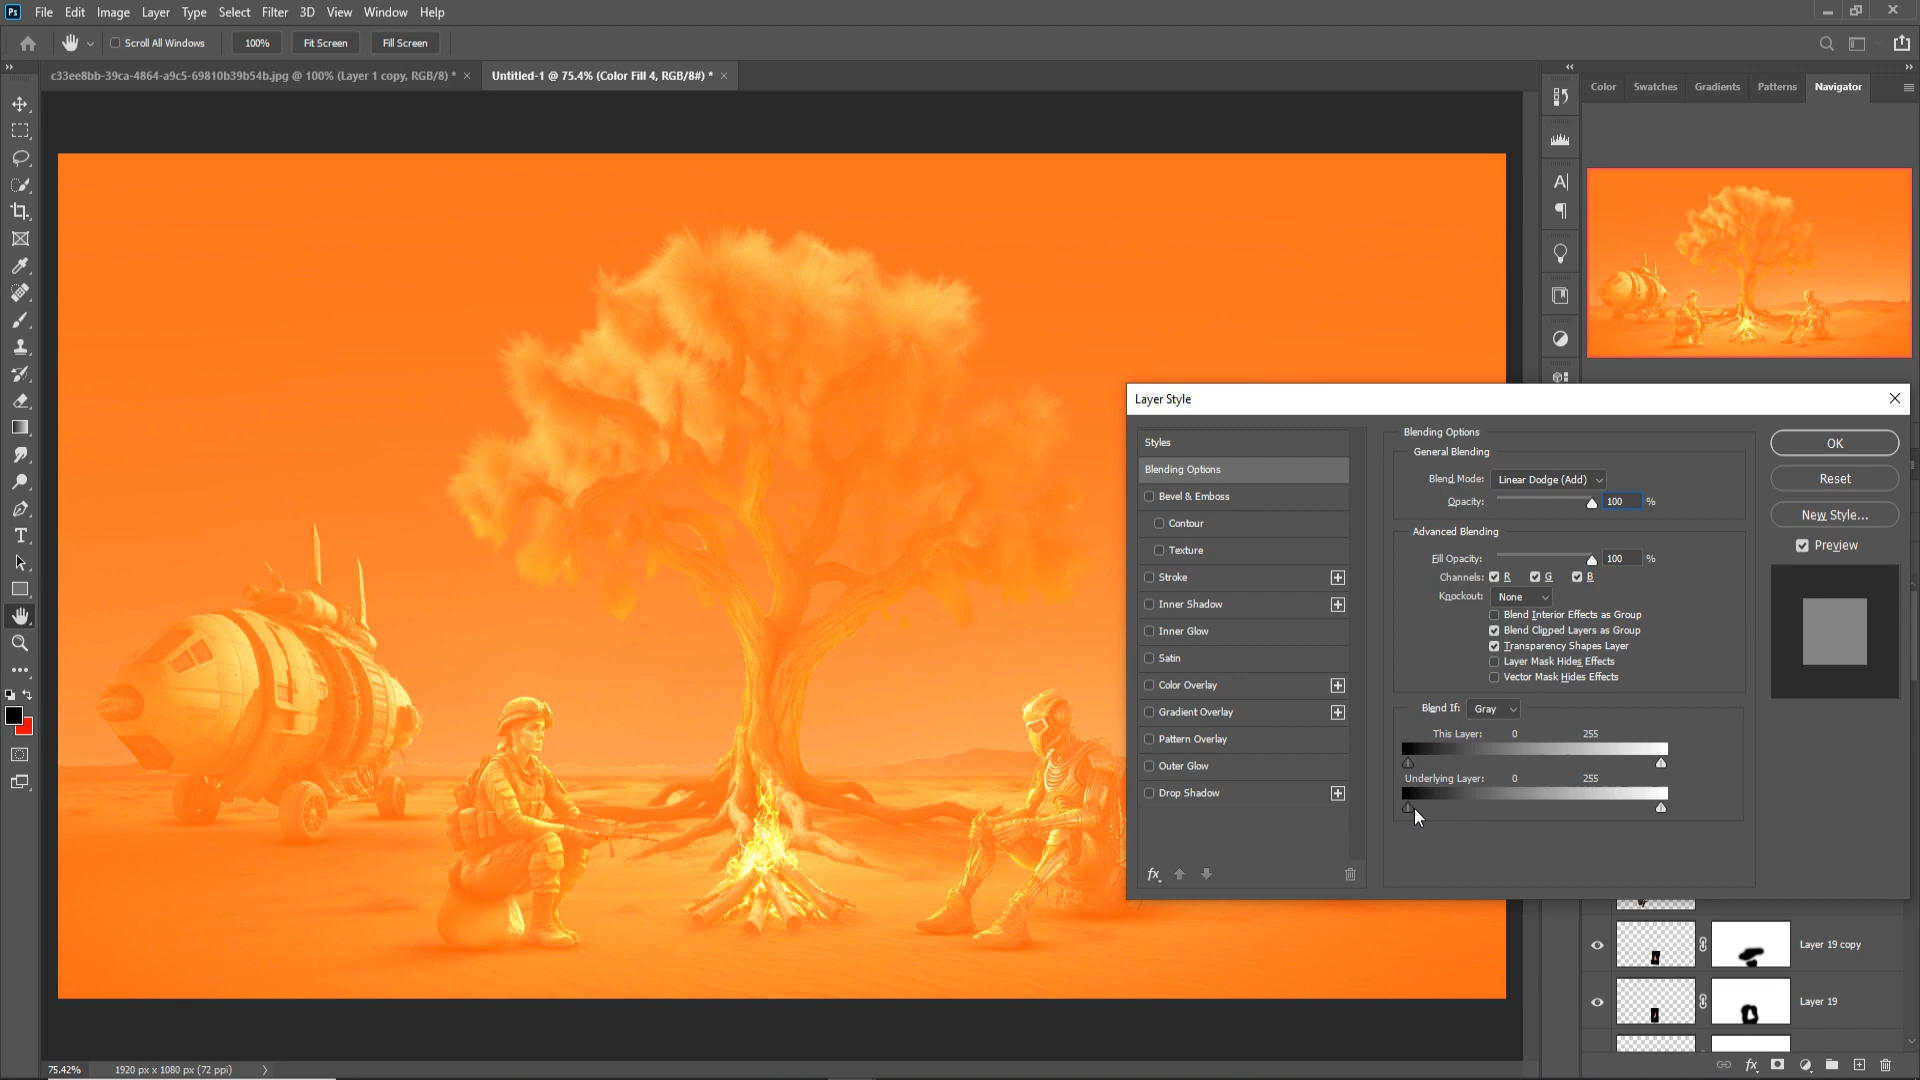 Ps File Edit Image Layer Type Select Filter 3D View Window Help
Scroll All Windows 100% Fit Screen Fill Screen
c33ee8bb-39ca-4864-a9c5-69810b39b54b.jpg @ 100% (Layer 1 copy, RGB/8) * × Untitled-1 @ 75.4% (Color Fill 4, RGB/8#) * ×
Color Swatches Gradients Patterns Navigator
Layer Style
Styles
Blending Options
Bevel & Emboss
Contour
Texture
Stroke
Inner Shadow
Inner Glow
Satin
Color Overlay
Gradient Overlay
Pattern Overlay
Outer Glow
Drop Shadow
fx
Blending Options
General Blending
Blend Mode: Linear Dodge (Add)
Opacity: 100 %
Advanced Blending
Fill Opacity: 100 %
Channels: R G B
Knockout: None
Blend Interior Effects as Group
Blend Clipped Layers as Group
Transparency Shapes Layer
Layer Mask Hides Effects
Vector Mask Hides Effects
Blend If: Gray
This Layer: 0 255
Underlying Layer: 0 255
OK
Reset
New Style...
Preview
Layer 19 copy
Layer 19
fx
75.42% 1920 px x 1080 px (72 ppi)